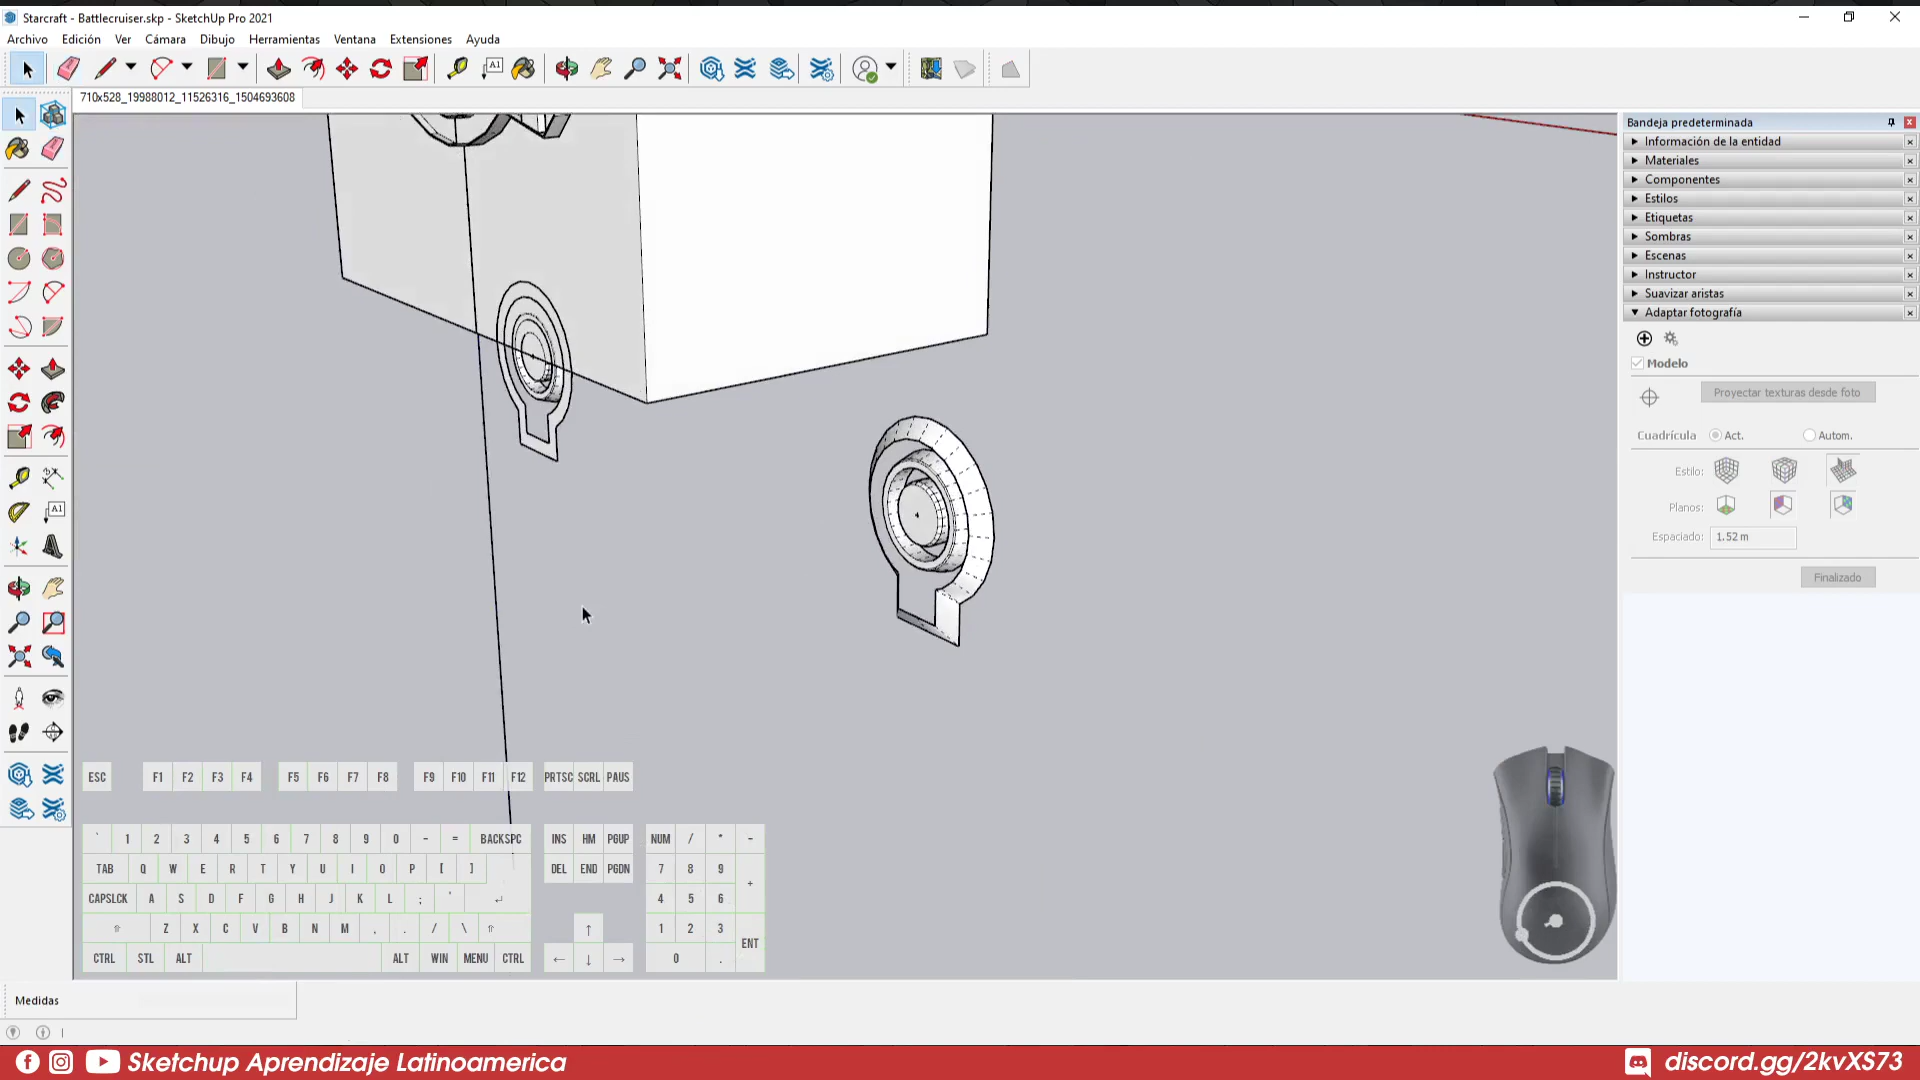 Starcraft - Battlecruiser.skp - SketchUp Pro 2021
Archivo Edición Ver Cámara Dibujo Herramientas Ventana Extensiones Ayuda
A1
710x528_19988012_11526316_1504693608
Bandeja predeterminada
Información de la entidad
Materiales
Componentes
Estilos
Etiquetas
Sombras
Escenas
Instructor
Suavizar aristas
Adaptar fotografía
Modelo
Proyectar texturas desde foto
Cuadrícula Act. Autom.
Estilo:
Planos:
Espaciado: 1.52 m
Finalizado
A1
ESC F1 F2 F3 F4 F5 F6 F7 F8 F9 F10 F11 F12 PRTSC SCRL PAUS
` 1 2 3 4 5 6 7 8 9 0 - = BACKSPC INS HM PGUP NUM / * -
TAB Q W E R T Y U I O P [ ] DEL END PGDN 7 8 9 +
CAPSLCK A S D F G H J K L ; ' ↵ 4 5 6
⇧ Z X C V B N M , . / \ ⇧ ↑ 1 2 3 ENT
CTRL STL ALT ALT WIN MENU CTRL ← ↓ → 0 .
Medidas
Sketchup Aprendizaje Latinoamerica
discord.gg/2kvXS73